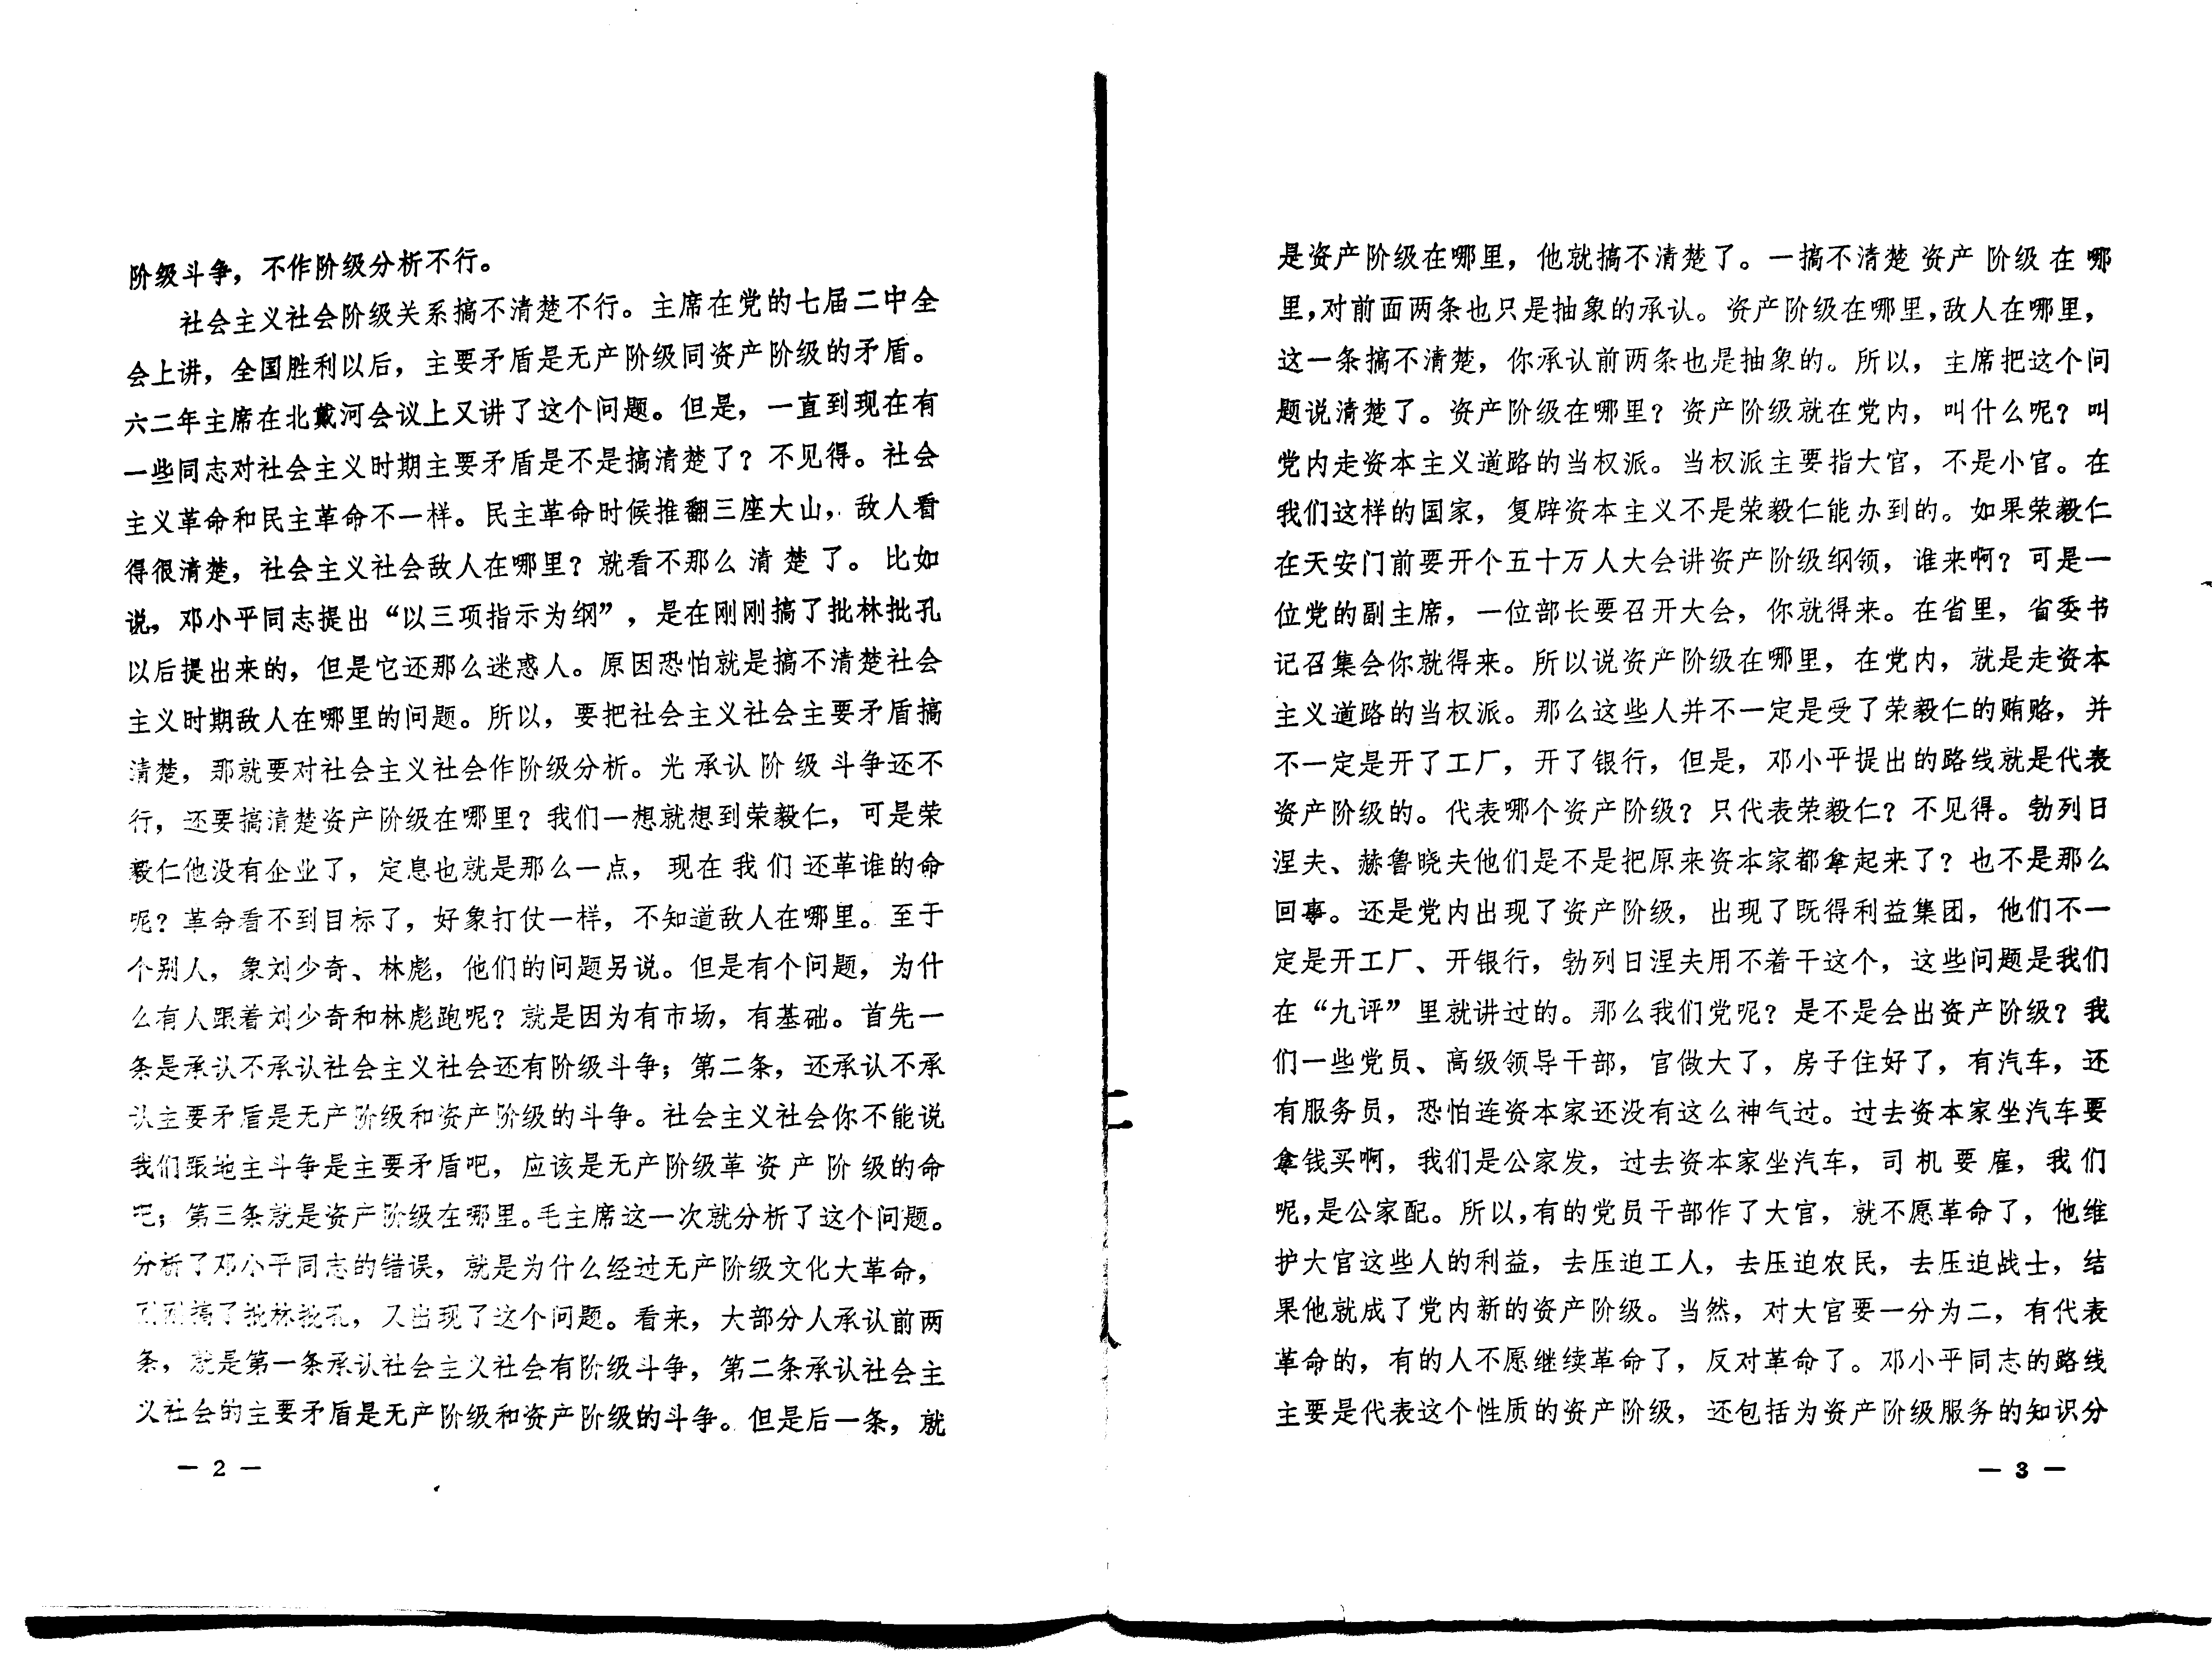 阶级斗争，不作阶级分析不行。
社会主义社会阶级关系搞不清楚不行。主席在党的七届二中全
会上讲，全国胜利以后，主要矛盾是无产阶级同资产阶级的矛盾。
六二年主席在北戴河会议上又讲了这个问题。但是，一直到现在有
一些同志对社会主义时期主要矛盾是不是搞清楚了？不见得。社会
主义革命和民主革命不一样。民主革命时候推翻三座大山，敌人看
得很清楚，社会主义社会敌人在哪里？就看不那么清楚了。比如
说，邓小平同志提出“以三项指示为纲”，是在刚刚搞了批林批孔
以后提出来的，但是它还那么迷惑人。原因恐怕就是搞不清楚社会
主义时期敌人在哪里的问题。所以，要把社会主义社会主要矛盾搞
清楚，那就要对社会主义社会作阶级分析。光承认阶级斗争还不
行，还要搞清楚资产阶级在哪里？我们一想就想到荣毅仁，可是荣
毅仁他没有企业了，定息也就是那么一点，现在我们还革谁的命
呢？革命看不到目标了，好象打仗一样，不知道敌人在哪里。至于
个别人，象刘少奇、林彪，他们的问题另说。但是有个问题，为什
么有人跟着刘少奇和林彪跑呢？就是因为有市场，有基础。首先一
条是承认不承认社会主义社会还有阶级斗争；第二条，还承认不承
认主要矛盾是无产阶级和资产阶级的斗争。社会主义社会你不能说
我们跟地主斗争是主要矛盾吧，应该是无产阶级革资产阶级的命
吧；第三条就是资产阶级在哪里。毛主席这一次就分析了这个问题。
分析了邓小平同志的错误，就是为什么经过无产阶级文化大革命，
刚刚搞了批林批孔，又出现了这个问题。看来，大部分人承认前两
条，就是第一条承认社会主义社会有阶级斗争，第二条承认社会主
义社会的主要矛盾是无产阶级和资产阶级的斗争。但是后一条，就
— 2 —
是资产阶级在哪里，他就搞不清楚了。一搞不清楚资产阶级在哪
里，对前面两条也只是抽象的承认。资产阶级在哪里，敌人在哪里，
这一条搞不清楚，你承认前两条也是抽象的。所以，主席把这个问
题说清楚了。资产阶级在哪里？资产阶级就在党内，叫什么呢？叫
党内走资本主义道路的当权派。当权派主要指大官，不是小官。在
我们这样的国家，复辟资本主义不是荣毅仁能办到的。如果荣毅仁
在天安门前要开个五十万人大会讲资产阶级纲领，谁来啊？可是一
位党的副主席，一位部长要召开大会，你就得来。在省里，省委书
记召集会你就得来。所以说资产阶级在哪里，在党内，就是走资本
主义道路的当权派。那么这些人并不一定是受了荣毅仁的贿赂，并
不一定是开了工厂，开了银行，但是，邓小平提出的路线就是代表
资产阶级的。代表哪个资产阶级？只代表荣毅仁？不见得。勃列日
涅夫、赫鲁晓夫他们是不是把原来资本家都拿起来了？也不是那么
回事。还是党内出现了资产阶级，出现了既得利益集团，他们不一
定是开工厂、开银行，勃列日涅夫用不着干这个，这些问题是我们
在“九评”里就讲过的。那么我们党呢？是不是会出资产阶级？我
们一些党员、高级领导干部，官做大了，房子住好了，有汽车，还
有服务员，恐怕连资本家还没有这么神气过。过去资本家坐汽车要
拿钱买啊，我们是公家发，过去资本家坐汽车，司机要雇，我们
呢，是公家配。所以，有的党员干部作了大官，就不愿革命了，他维
护大官这些人的利益，去压迫工人，去压迫农民，去压迫战士，结
果他就成了党内新的资产阶级。当然，对大官要一分为二，有代表
革命的，有的人不愿继续革命了，反对革命了。邓小平同志的路线
主要是代表这个性质的资产阶级，还包括为资产阶级服务的知识分
— 3 —